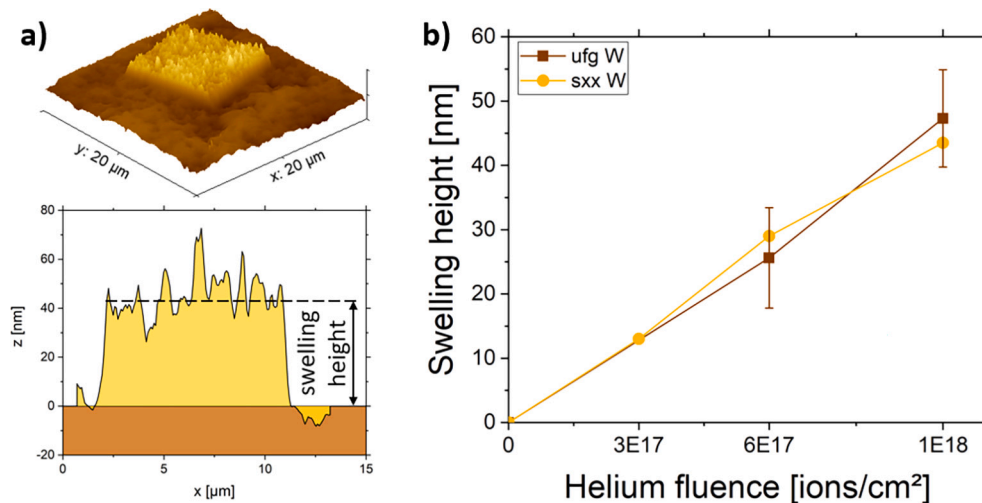 a)
y: 20 µm
x: 20 µm
80
60
40
20
0
-20
z [nm]
swelling
height
0
5
10
15
x [µm]
b)
ufg W
sxx W
60
50
40
30
20
10
0
Swelling height [nm]
0
3E17
6E17
1E18
Helium fluence [ions/cm²]